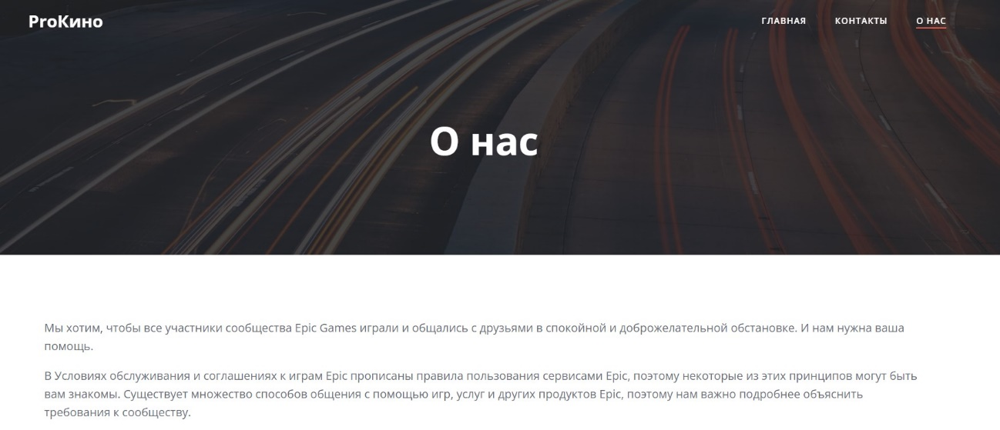 ProКино
ГЛАВНАЯ КОНТАКТЫ О НАС
О нас
Мы хотим, чтобы все участники сообщества Epic Games играли и общались с друзьями в спокойной и доброжелательной обстановке. И нам нужна ваша
помощь.
В Условиях обслуживания и соглашениях к играм Epic прописаны правила пользования сервисами Epic, поэтому некоторые из этих принципов могут быть
вам знакомы. Существует множество способов общения с помощью игр, услуг и других продуктов Epic, поэтому нам важно подробнее объяснить
требования к сообществу.